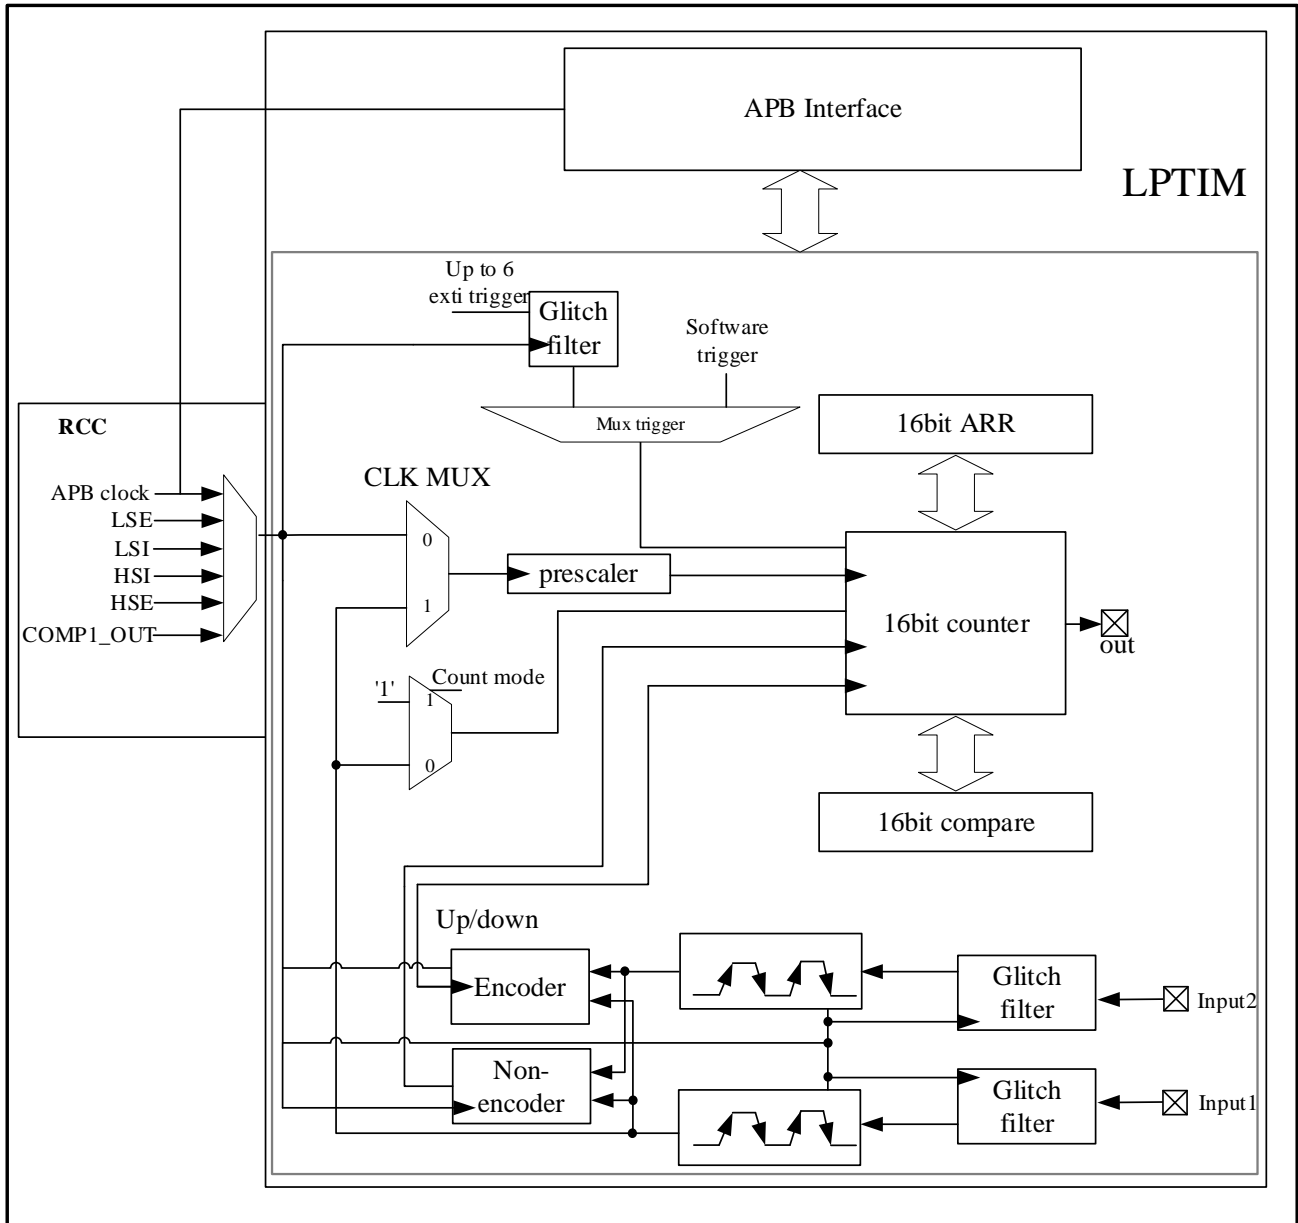 APB Interface
LPTIM
Up to 6
exti trigger
Glitch
filter
Software
trigger
Mux trigger
16bit ARR
RCC
CLK MUX
APB clock
LSE
LSI
HSI
HSE
COMP1_OUT
0
1
prescaler
16bit counter
out
'1'
Count mode
1
0
16bit compare
Up/down
Encoder
Glitch
filter
Input2
Non-
encoder
Glitch
filter
Input1